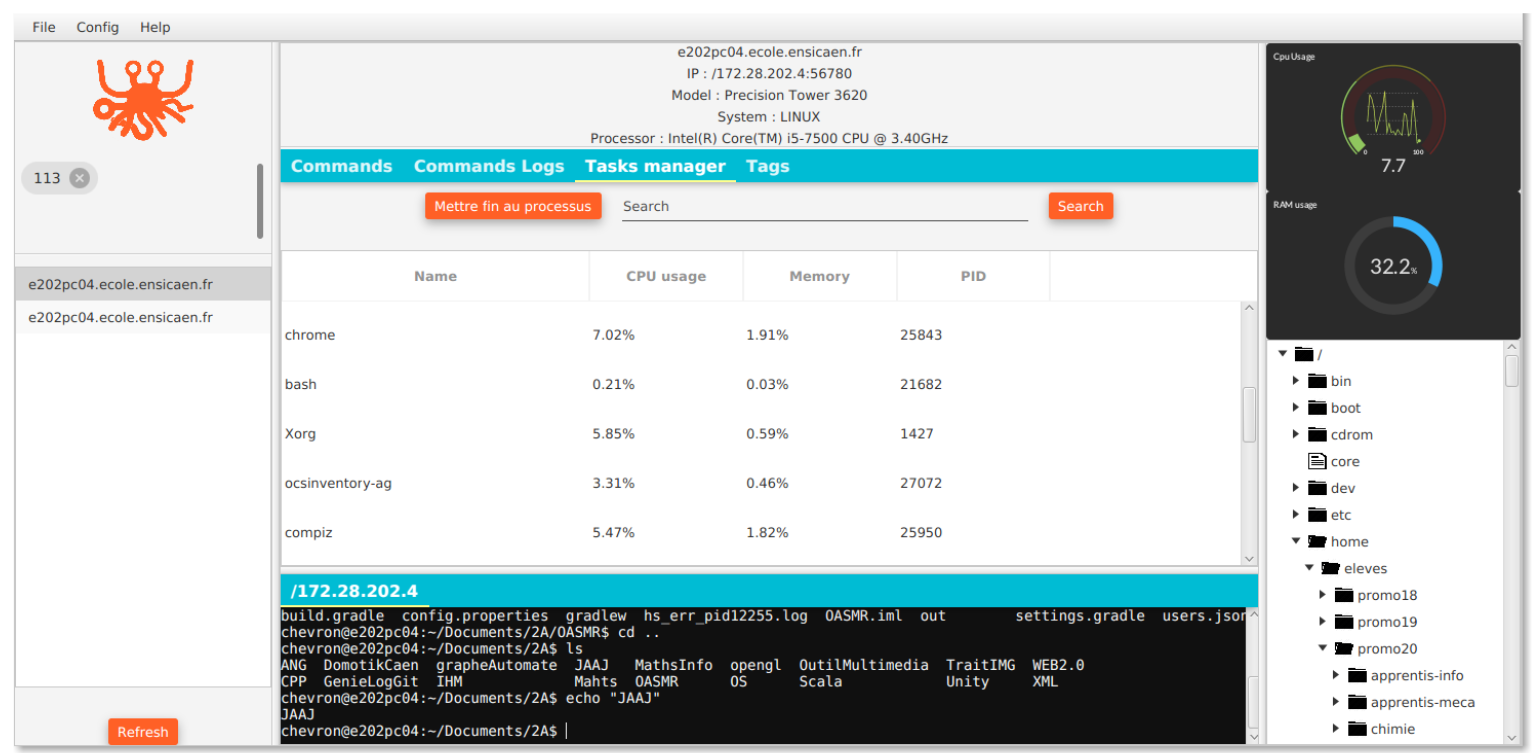 File Config Help
e202pc04.ecole.ensicaen.fr
IP : /172.28.202.4:56780
Model : Precision Tower 3620
System : LINUX
Processor : Intel(R) Core(TM) i5-7500 CPU @ 3.40GHz
113
e202pc04.ecole.ensicaen.fr
e202pc04.ecole.ensicaen.fr
Refresh
Commands Commands Logs Tasks manager Tags
Mettre fin au processus Search Search
Name CPU usage Memory PID
chrome 7.02% 1.91% 25843
bash 0.21% 0.03% 21682
Xorg 5.85% 0.59% 1427
ocsinventory-ag 3.31% 0.46% 27072
compiz 5.47% 1.82% 25950
/172.28.202.4
build.gradle config.properties gradlew hs_err_pid12255.log OASMR.iml out settings.gradle users.json
chevron@e202pc04:~/Documents/2A/OASMR$ cd ..
chevron@e202pc04:~/Documents/2A$ ls
ANG DomotikCaen grapheAutomate JAAJ MathsInfo opengl OutilMultimedia TraitIMG WEB2.0
CPP GenieLogGit IHM Mahts OASMR OS Scala Unity XML
chevron@e202pc04:~/Documents/2A$ echo "JAAJ"
JAAJ
chevron@e202pc04:~/Documents/2A$
CpuUsage
0 100
7.7
RAM usage
32.2%
/
bin
boot
cdrom
core
dev
etc
home
eleves
promo18
promo19
promo20
apprentis-info
apprentis-meca
chimie